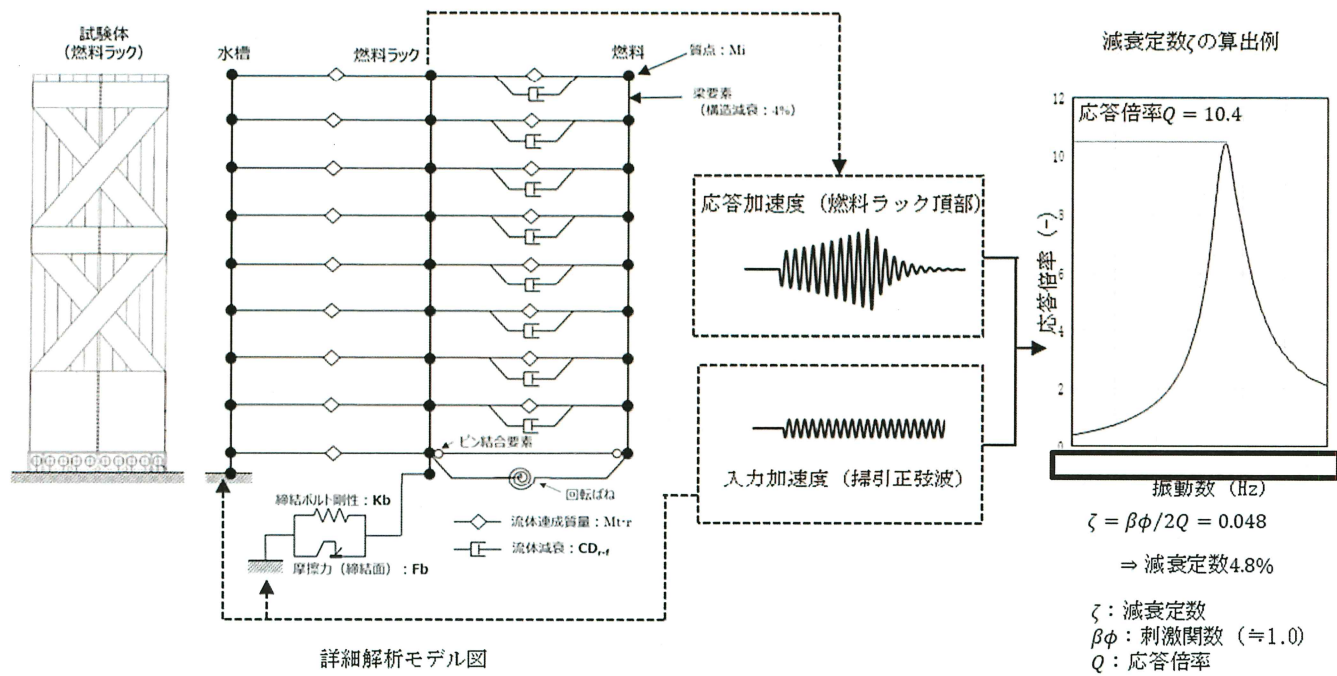 試験体
(燃料ラック)
水槽
燃料ラック
燃料
質点：Mi
梁要素
(構造減衰：4%)
ピン結合要素
回転ばね
締結ボルト剛性：Kb
摩擦力（締結面）：Fb
流体連成質量：Mt-r
流体減衰：CDr-f
詳細解析モデル図
応答加速度（燃料ラック頂部）
入力加速度（掃引正弦波）
減衰定数ζの算出例
応答倍率Q = 10.4
応答倍率 (-)
12
10
8
6
4
2
0
振動数 (Hz)
ζ = βϕ/2Q = 0.048
⇒ 減衰定数4.8%
ζ：減衰定数
βϕ：刺激関数（≒1.0）
Q：応答倍率